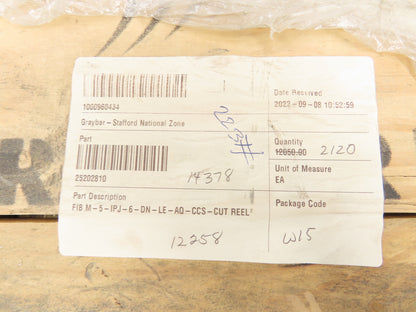 1000960434
Date Received
2022-09-08 10:52:59
Graybar-Stafford National Zone
Part
Quantity
12650.00 2120
25202810
14378
Unit of Measure
EA
Part Description
FIB M-5-IPJ-6-DN-LE-AQ-CCS-CUT REEL
Package Code
12258
W15